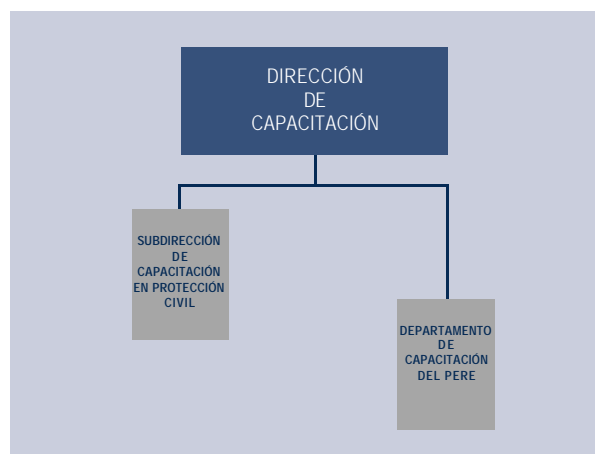 DIRECCIÓN
DE
CAPACITACIÓN
SUBDIRECCIÓN
DE
CAPACITACIÓN
EN PROTECCIÓN
CIVIL
DEPARTAMENTO
DE
CAPACITACIÓN
DEL PERE